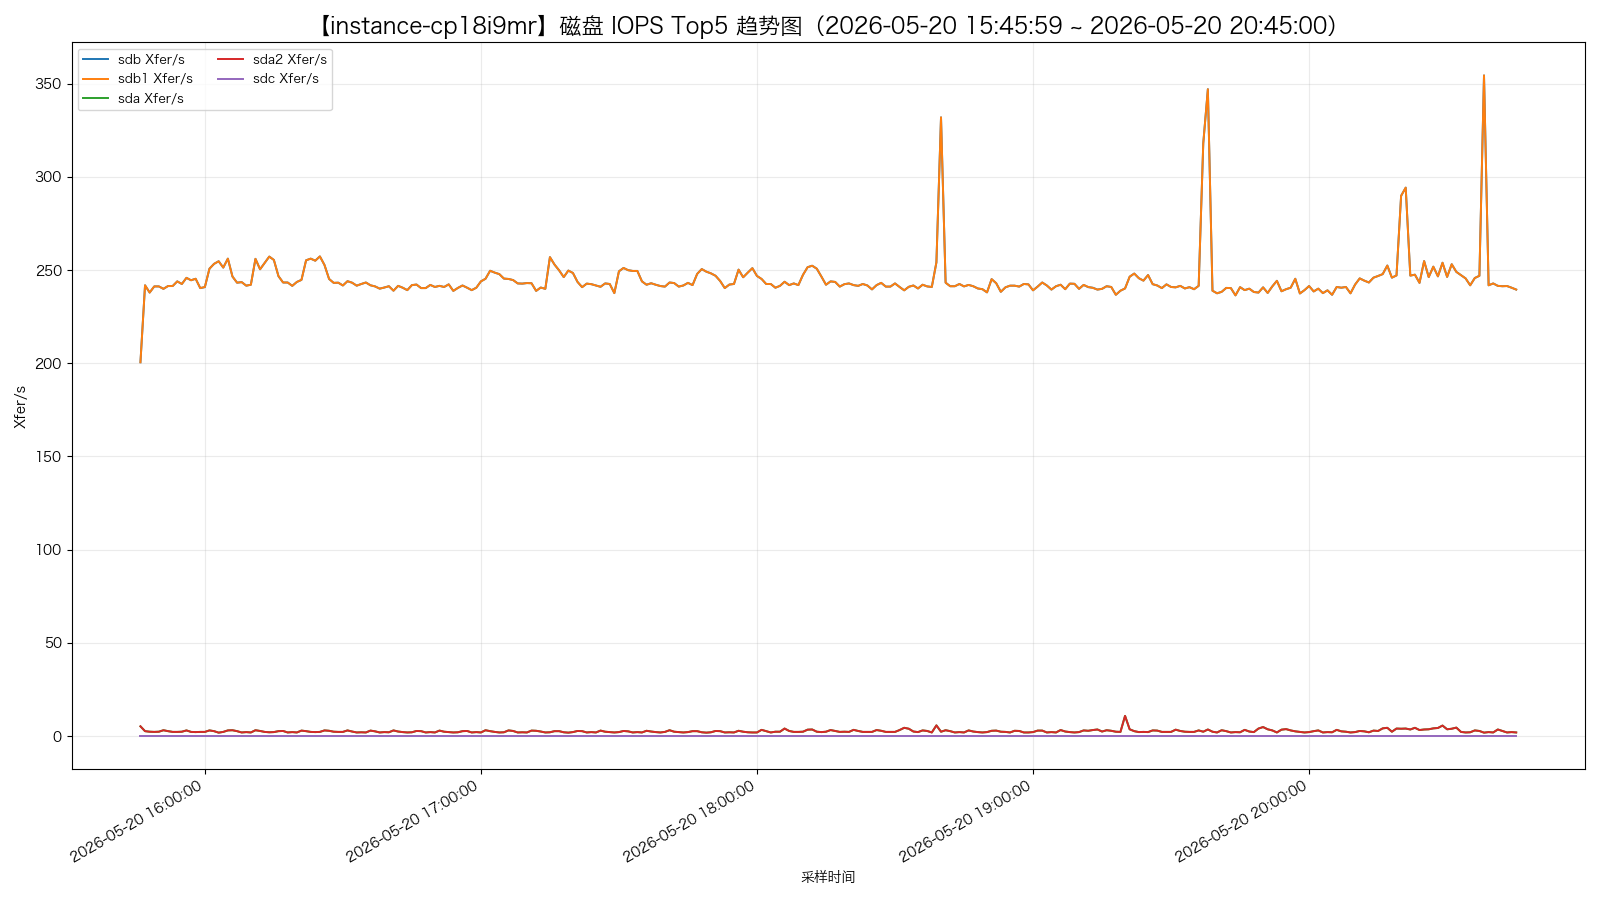 【instance-cp18i9mr】磁盘 IOPS Top5 趋势图（2026-05-20 15:45:59 ~ 2026-05-20 20:45:00）
sdb Xfer/s
sdb1 Xfer/s
sda Xfer/s
sda2 Xfer/s
sdc Xfer/s
Xfer/s
350
300
250
200
150
100
50
0
2026-05-20 16:00:00
2026-05-20 17:00:00
2026-05-20 18:00:00
2026-05-20 19:00:00
2026-05-20 20:00:00
采样时间